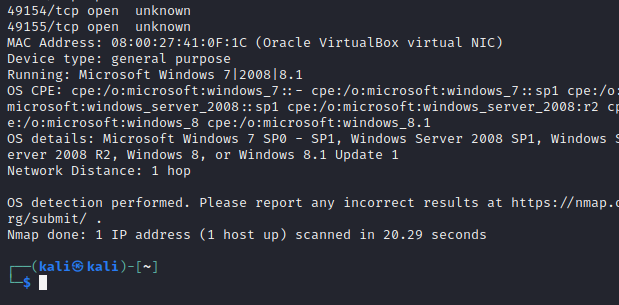 49154/tcp open  unknown
49155/tcp open  unknown
MAC Address: 08:00:27:41:0F:1C (Oracle VirtualBox virtual NIC)
Device type: general purpose
Running: Microsoft Windows 7|2008|8.1
OS CPE: cpe:/o:microsoft:windows_7::- cpe:/o:microsoft:windows_7::sp1 cpe:/o:
microsoft:windows_server_2008::sp1 cpe:/o:microsoft:windows_server_2008:r2 cp
e:/o:microsoft:windows_8 cpe:/o:microsoft:windows_8.1
OS details: Microsoft Windows 7 SP0 - SP1, Windows Server 2008 SP1, Windows S
erver 2008 R2, Windows 8, or Windows 8.1 Update 1
Network Distance: 1 hop
OS detection performed. Please report any incorrect results at https://nmap.o
rg/submit/ .
Nmap done: 1 IP address (1 host up) scanned in 20.29 seconds
┌──(kali㉿kali)-[~]
└─$